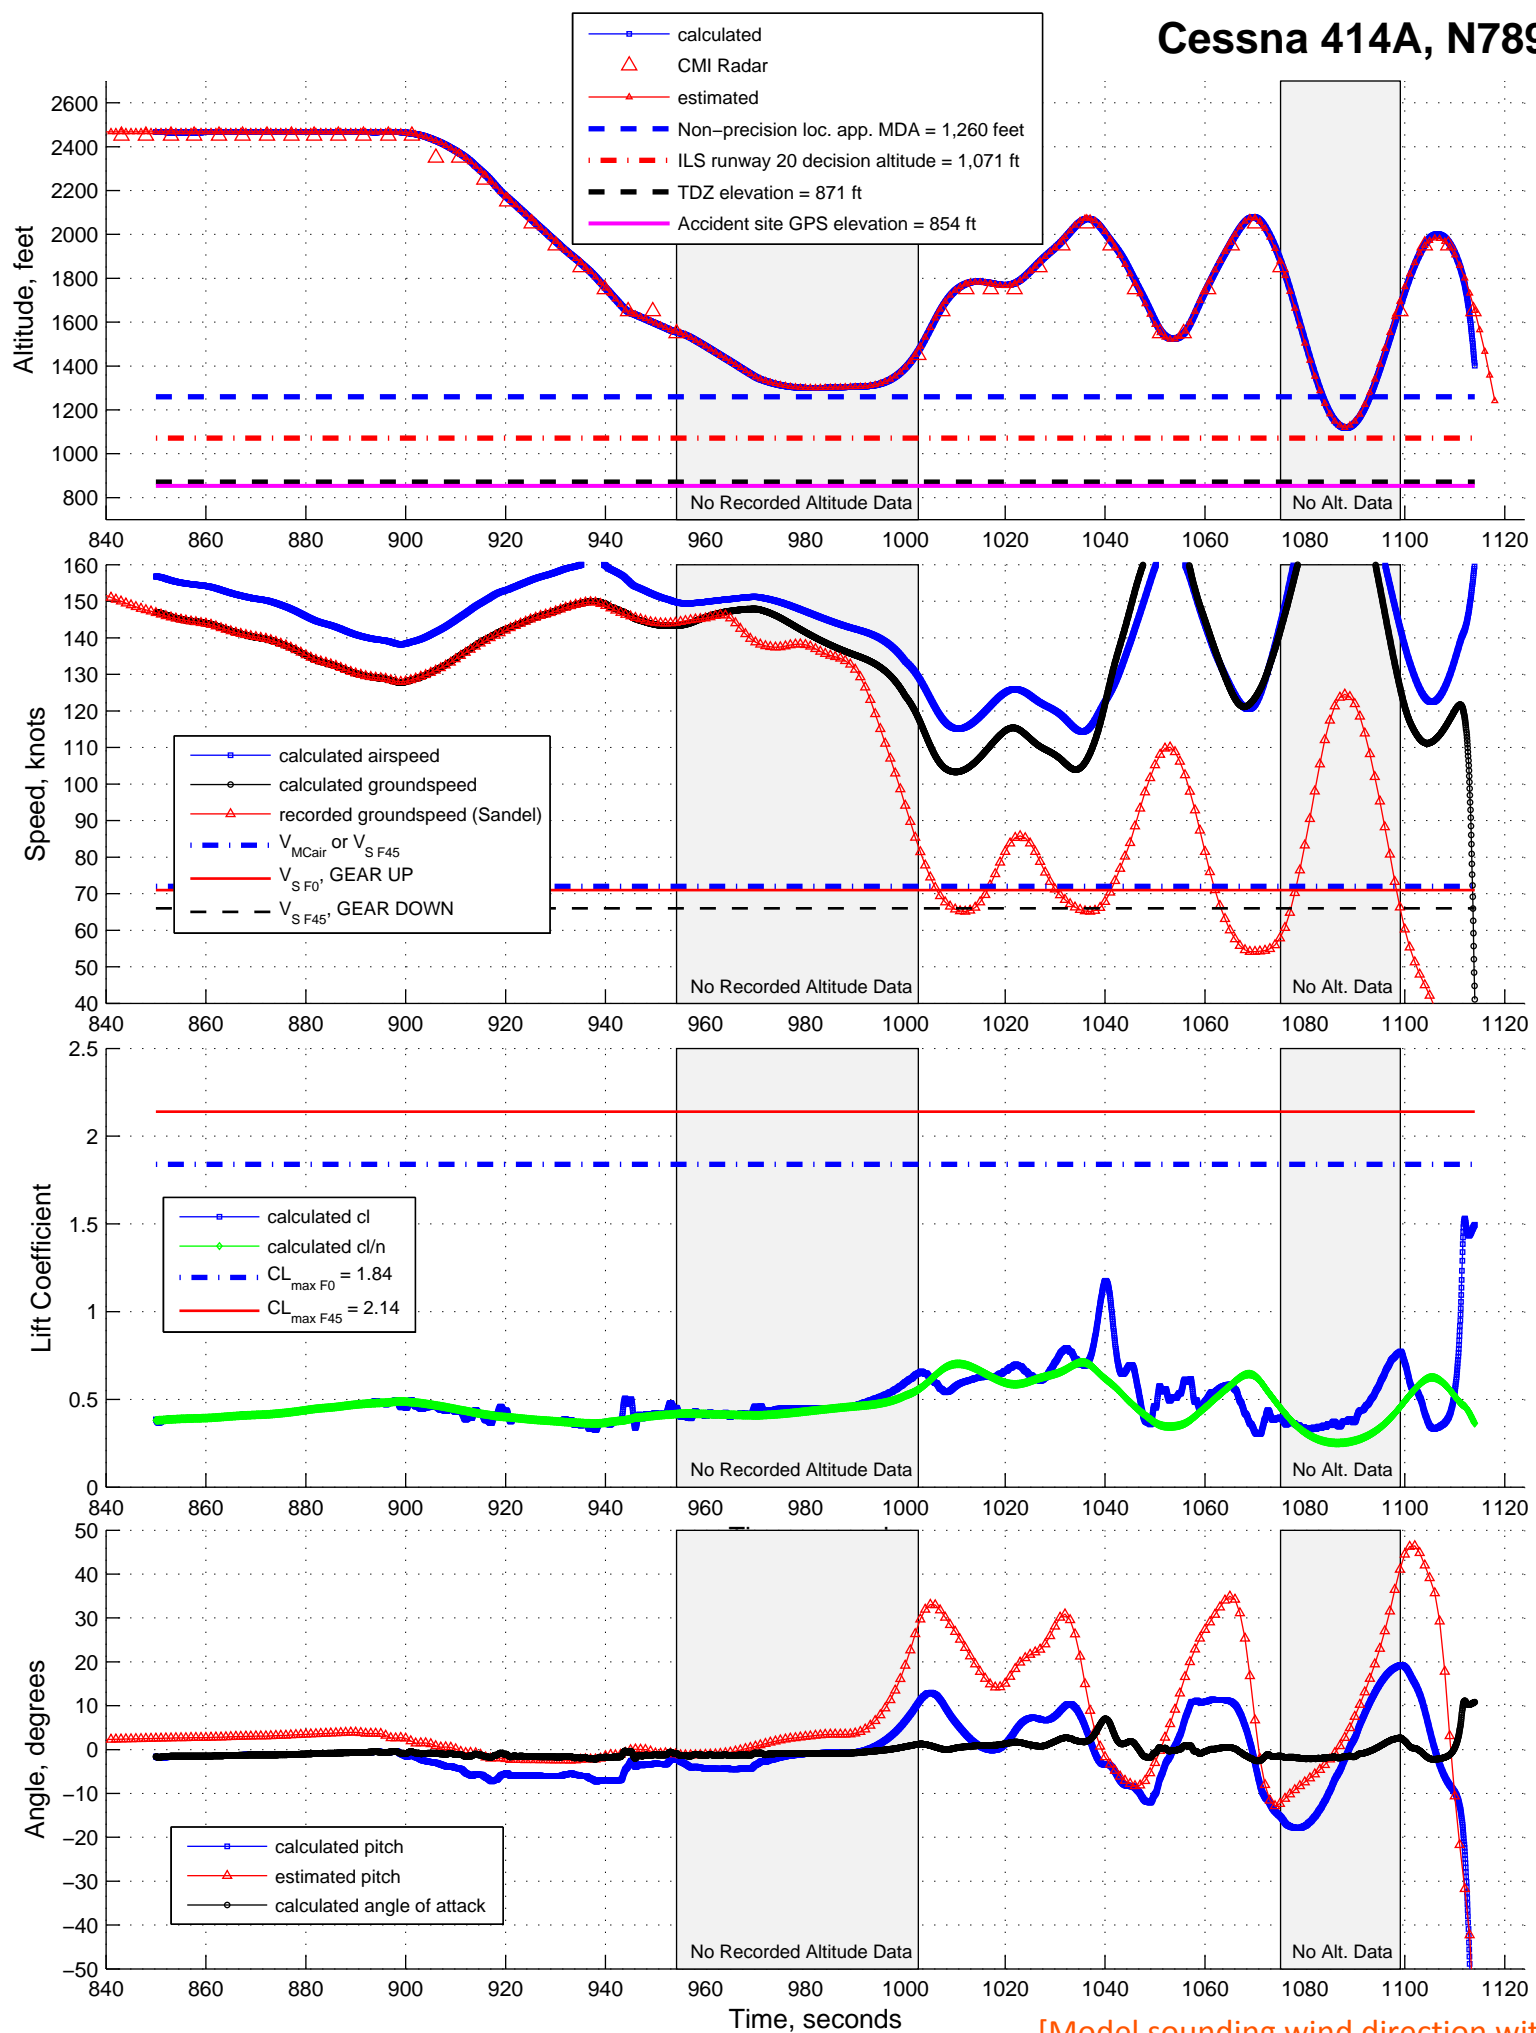 Cessna 414A, N789
calculated
CMI Radar
estimated
Non−precision loc. app. MDA = 1,260 feet
ILS runway 20 decision altitude = 1,071 ft
TDZ elevation = 871 ft
Accident site GPS elevation = 854 ft
Altitude, feet
2600
2400
2200
2000
1800
1600
1400
1200
1000
800
No Recorded Altitude Data
No Alt. Data
840 860 880 900 920 940 960 980 1000 1020 1040 1060 1080 1100 1120
Speed, knots
160
150
140
130
120
110
100
90
80
70
60
50
40
calculated airspeed
calculated groundspeed
recorded groundspeed (Sandel)
VMCair or VS F45
VS F0, GEAR UP
VS F45, GEAR DOWN
No Recorded Altitude Data
No Alt. Data
840 860 880 900 920 940 960 980 1000 1020 1040 1060 1080 1100 1120
Lift Coefficient
2.5
2
1.5
1
0.5
0
calculated cl
calculated cl/n
CLmax F0 = 1.84
CLmax F45 = 2.14
No Recorded Altitude Data
No Alt. Data
840 860 880 900 920 940 960 980 1000 1020 1040 1060 1080 1100 1120
Angle, degrees
50
40
30
20
10
0
−10
−20
−30
−40
−50
calculated pitch
estimated pitch
calculated angle of attack
No Recorded Altitude Data
No Alt. Data
840 860 880 900 920 940 960 980 1000 1020 1040 1060 1080 1100 1120
Time, seconds
[Model sounding wind direction wit